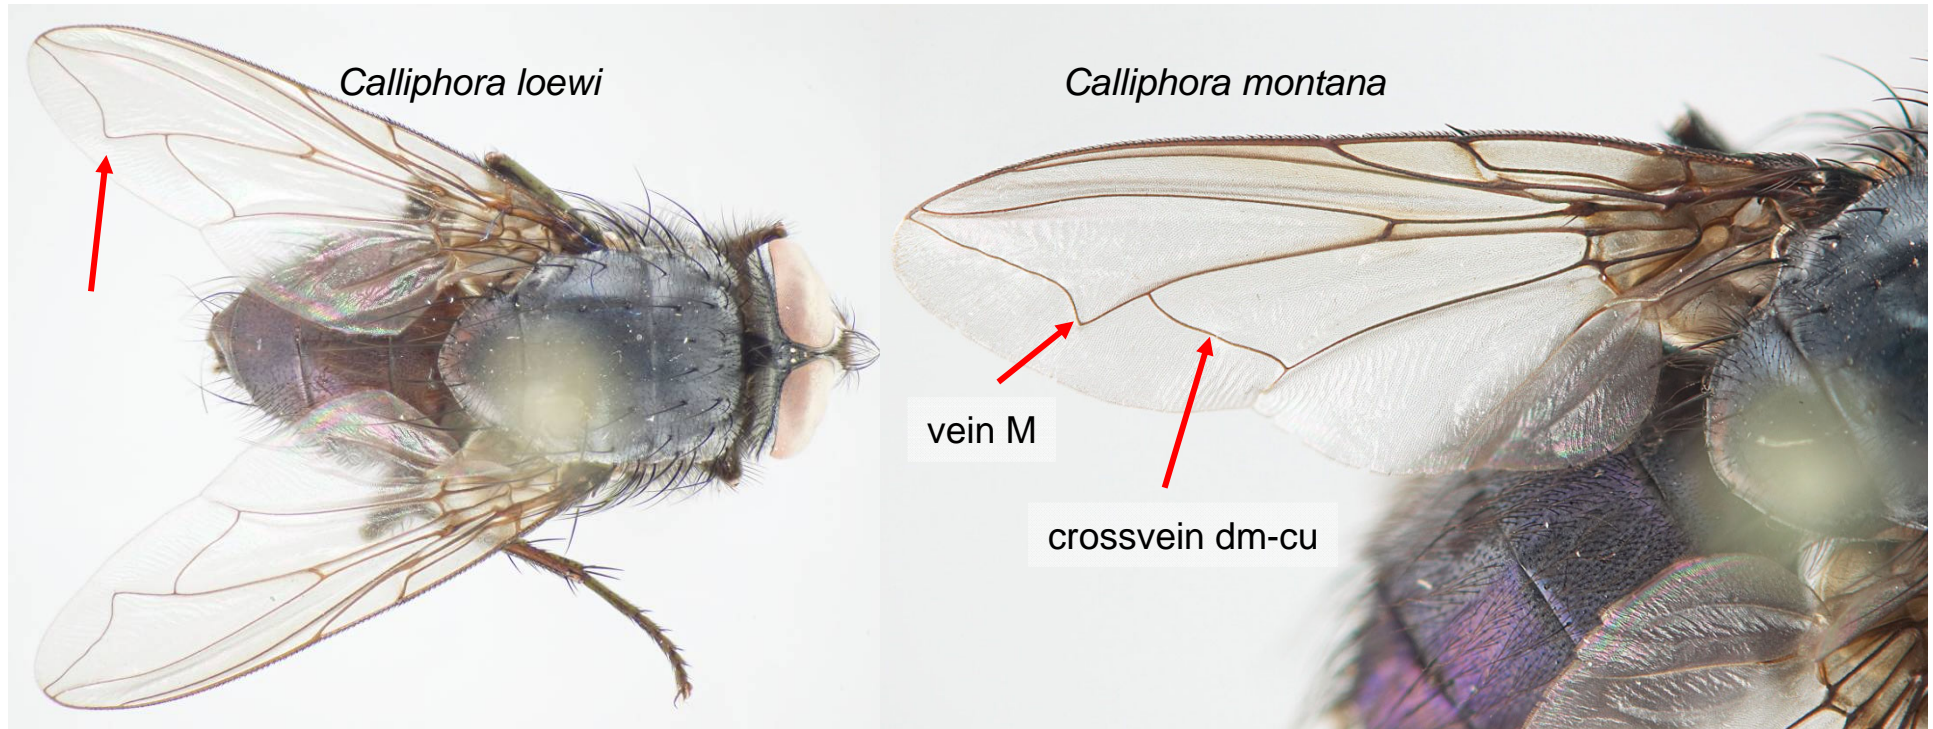 Calliphora loewi
Calliphora montana
vein M
crossvein dm-cu